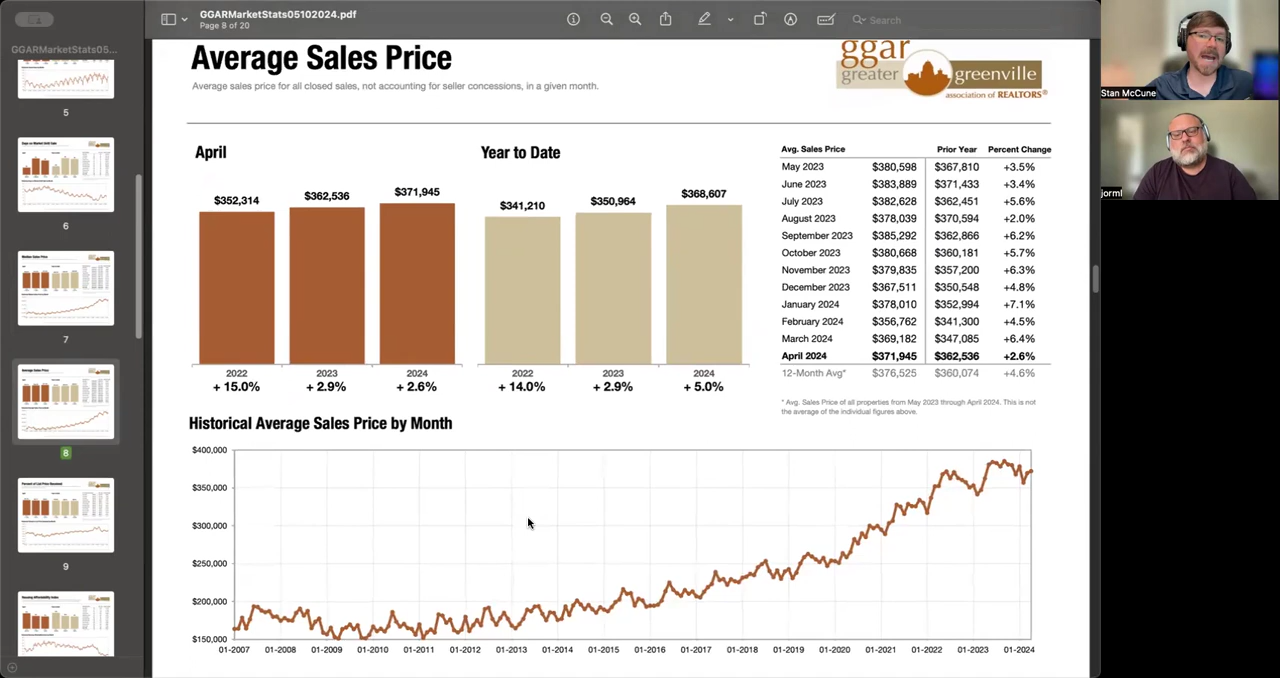 GGARMarketStats05102024.pdf
Page 8 of 20
Search
GGARMarketStats05...
5
6
7
8
9
Average Sales Price
Average sales price for all closed sales, not accounting for seller concessions, in a given month.
ggar
greater greenville
association of REALTORS®
April
$352,314 $362,536 $371,945
2022 2023 2024
+ 15.0% + 2.9% + 2.6%
Year to Date
$341,210 $350,964 $368,607
2022 2023 2024
+ 14.0% + 2.9% + 5.0%
Avg. Sales Price Prior Year Percent Change
May 2023 $380,598 $367,810 +3.5%
June 2023 $383,889 $371,433 +3.4%
July 2023 $382,628 $362,451 +5.6%
August 2023 $378,039 $370,594 +2.0%
September 2023 $385,292 $362,866 +6.2%
October 2023 $380,668 $360,181 +5.7%
November 2023 $379,835 $357,200 +6.3%
December 2023 $367,511 $350,548 +4.8%
January 2024 $378,010 $352,994 +7.1%
February 2024 $356,762 $341,300 +4.5%
March 2024 $369,182 $347,085 +6.4%
April 2024 $371,945 $362,536 +2.6%
12-Month Avg* $376,525 $360,074 +4.6%
* Avg. Sales Price of all properties from May 2023 through April 2024. This is not
the average of the individual figures above.
Historical Average Sales Price by Month
$400,000
$350,000
$300,000
$250,000
$200,000
$150,000
01-2007 01-2008 01-2009 01-2010 01-2011 01-2012 01-2013 01-2014 01-2015 01-2016 01-2017 01-2018 01-2019 01-2020 01-2021 01-2022 01-2023 01-2024
Stan McCune
jorml